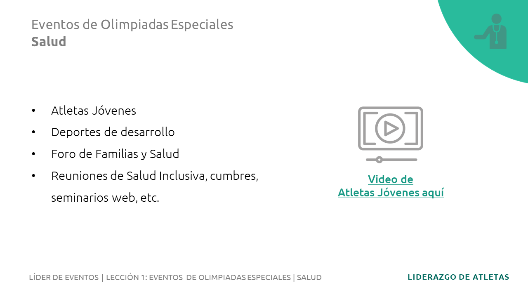 Eventos de Olimpiadas Especiales
Salud
• Atletas Jóvenes
• Deportes de desarrollo
• Foro de Familias y Salud
• Reuniones de Salud Inclusiva, cumbres,
seminarios web, etc.
Video de
Atletas Jóvenes aquí
LÍDER DE EVENTOS | LECCIÓN 1: EVENTOS DE OLIMPIADAS ESPECIALES | SALUD
LIDERAZGO DE ATLETAS